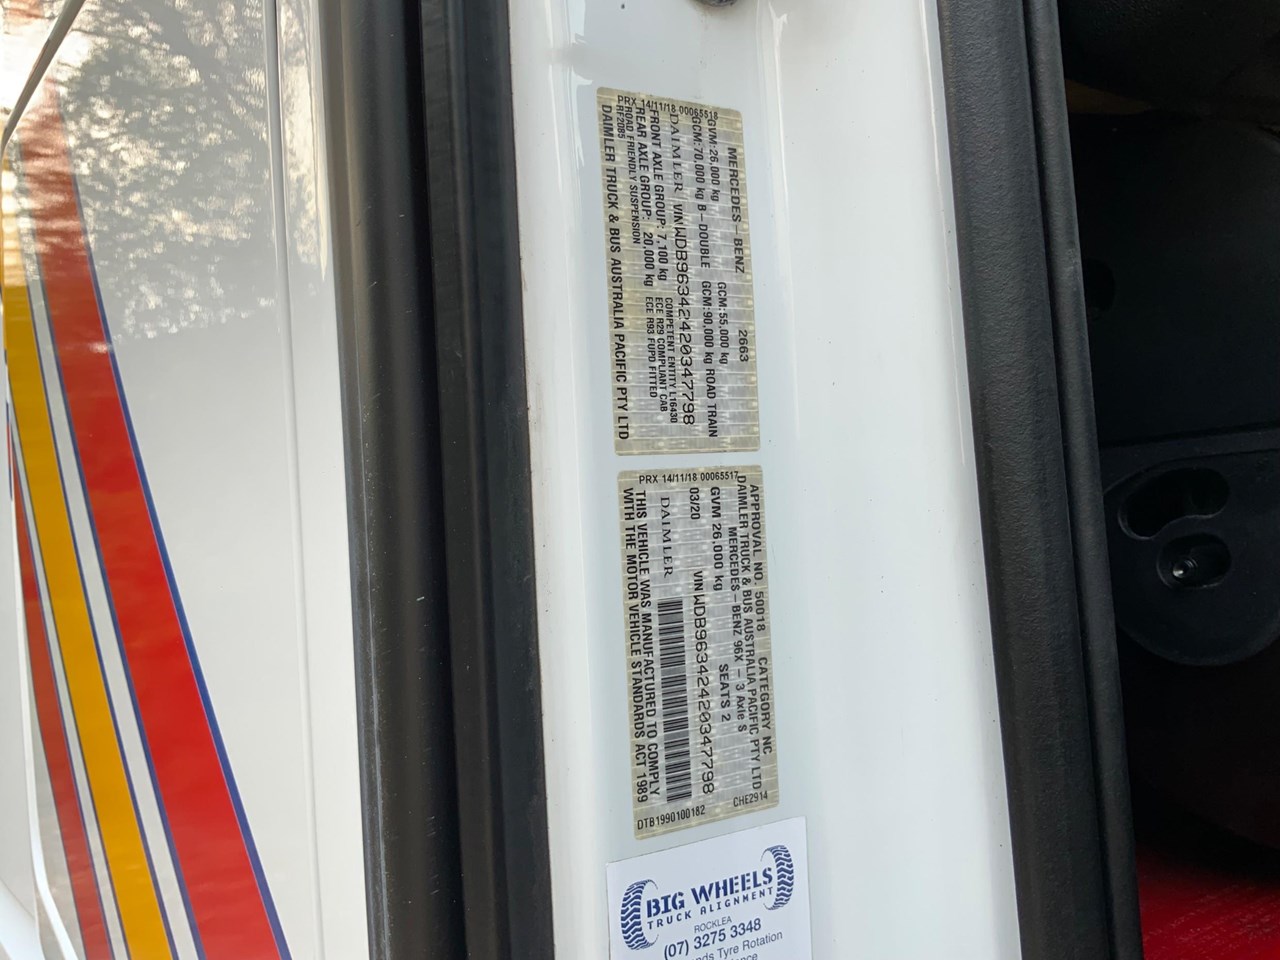 MERCEDES-BENZ 2663
GVM:26,000 kg GCM:55,000 kg
GCM:70,000 kg B-DOUBLE GCM:90,000 kg ROAD TRAIN
DAIMLER VIN WDB96342420347798
FRONT AXLE GROUP: 7,100 kg COMPETENT ENTITY L16430
REAR AXLE GROUP: 20,000 kg ECE R29 COMPLIANT CAB
ROAD FRIENDLY SUSPENSION ECE R93 FUPD FITTED
RF2085
DAIMLER TRUCK & BUS AUSTRALIA PACIFIC PTY LTD
PRX 14/11/18 00065518
APPROVAL NO. 50018 CATEGORY NC
DAIMLER TRUCK & BUS AUSTRALIA PACIFIC PTY LTD
MERCEDES-BENZ 96X - 3 Axle S
GVM 26,000 kg SEATS 2
03/20 VIN WDB96342420347798
DAIMLER
THIS VEHICLE WAS MANUFACTURED TO COMPLY
WITH THE MOTOR VEHICLE STANDARDS ACT 1989
PRX 14/11/18 00065517
DTB1990100182 CHE2914
BIG WHEELS
TRUCK ALIGNMENT
ROCKLEA
(07) 3275 3348
Tyre Rotation